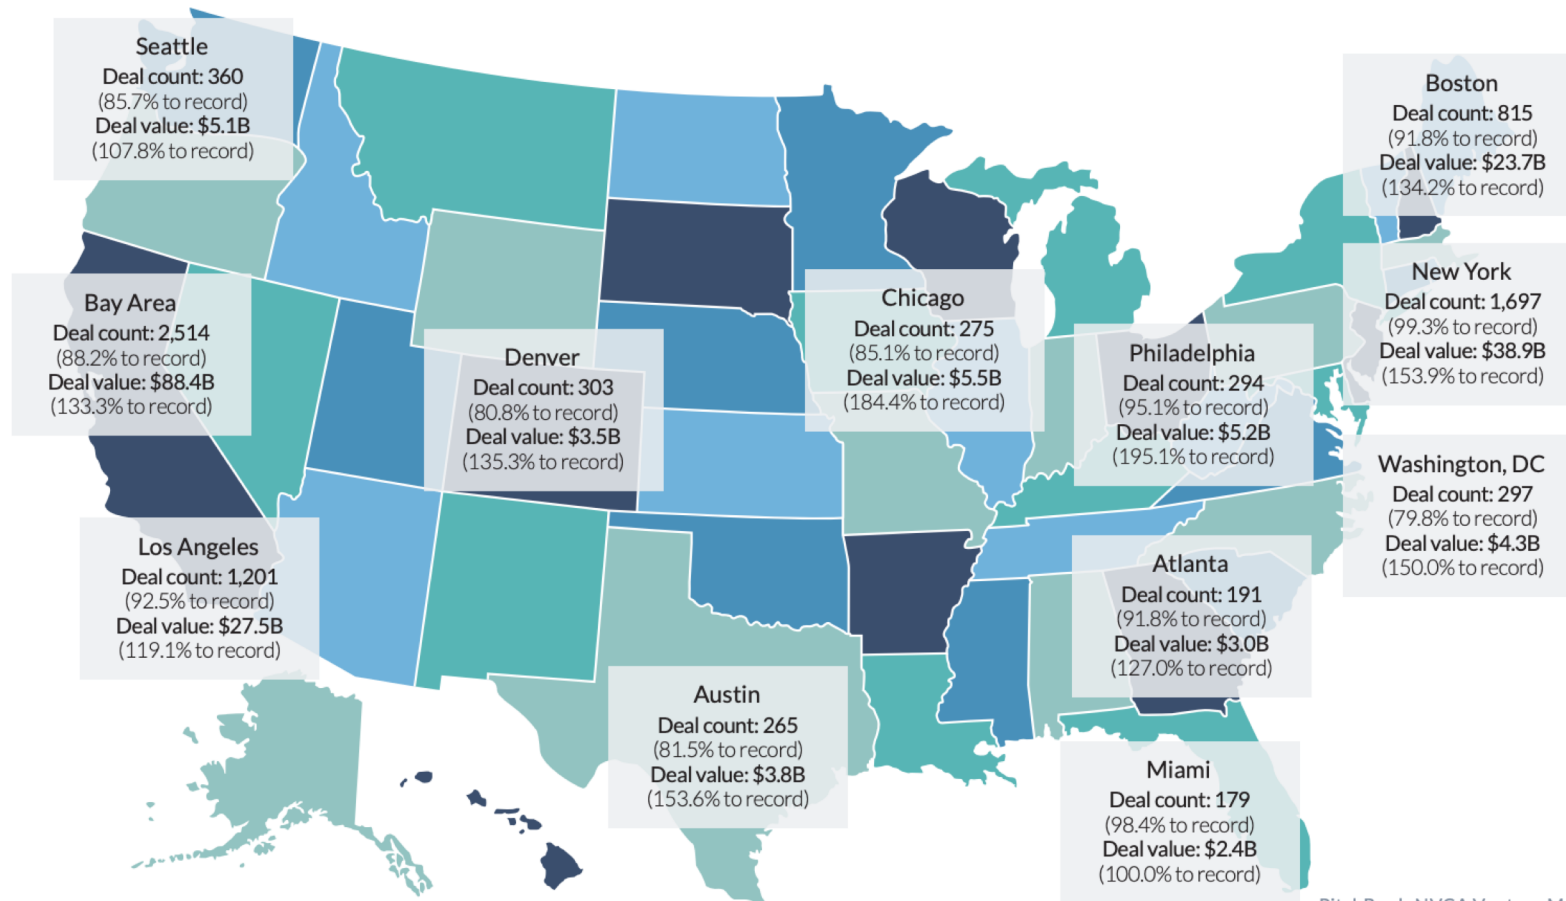 Seattle
Deal count: 360
(85.7% to record)
Deal value: $5.1B
(107.8% to record)
Boston
Deal count: 815
(91.8% to record)
Deal value: $23.7B
(134.2% to record)
Bay Area
Deal count: 2,514
(88.2% to record)
Deal value: $88.4B
(133.3% to record)
Denver
Deal count: 303
(80.8% to record)
Deal value: $3.5B
(135.3% to record)
Chicago
Deal count: 275
(85.1% to record)
Deal value: $5.5B
(184.4% to record)
Philadelphia
Deal count: 294
(95.1% to record)
Deal value: $5.2B
(195.1% to record)
New York
Deal count: 1,697
(99.3% to record)
Deal value: $38.9B
(153.9% to record)
Washington, DC
Deal count: 297
(79.8% to record)
Deal value: $4.3B
(150.0% to record)
Los Angeles
Deal count: 1,201
(92.5% to record)
Deal value: $27.5B
(119.1% to record)
Atlanta
Deal count: 191
(91.8% to record)
Deal value: $3.0B
(127.0% to record)
Austin
Deal count: 265
(81.5% to record)
Deal value: $3.8B
(153.6% to record)
Miami
Deal count: 179
(98.4% to record)
Deal value: $2.4B
(100.0% to record)